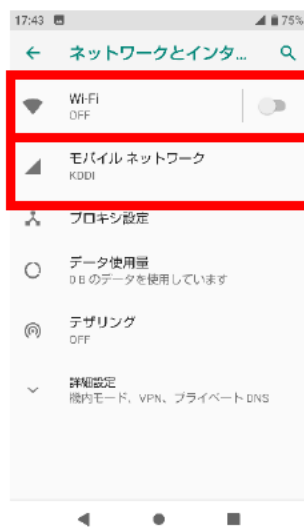 17:43 75%
ネットワークとインタ...
Wi-Fi
OFF
モバイル ネットワーク
KDDI
プロキシ設定
データ使用量
0 B のデータを使用しています
テザリング
OFF
詳細設定
機内モード、VPN、プライベート DNS